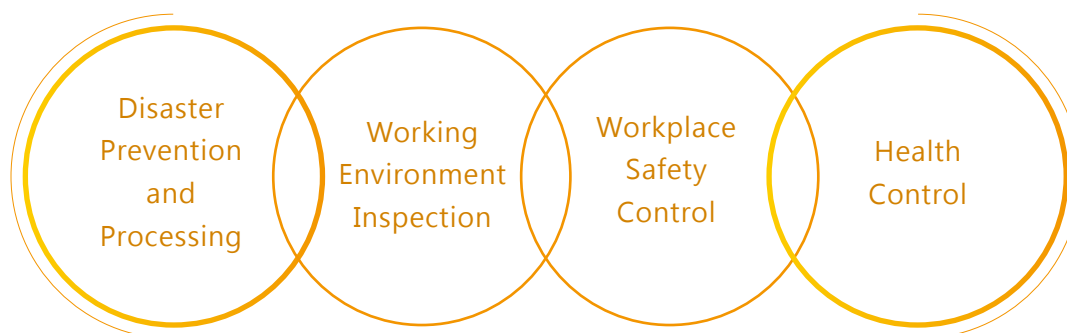 Disaster
Prevention
and
Processing
Working
Environment
Inspection
Workplace
Safety
Control
Health
Control